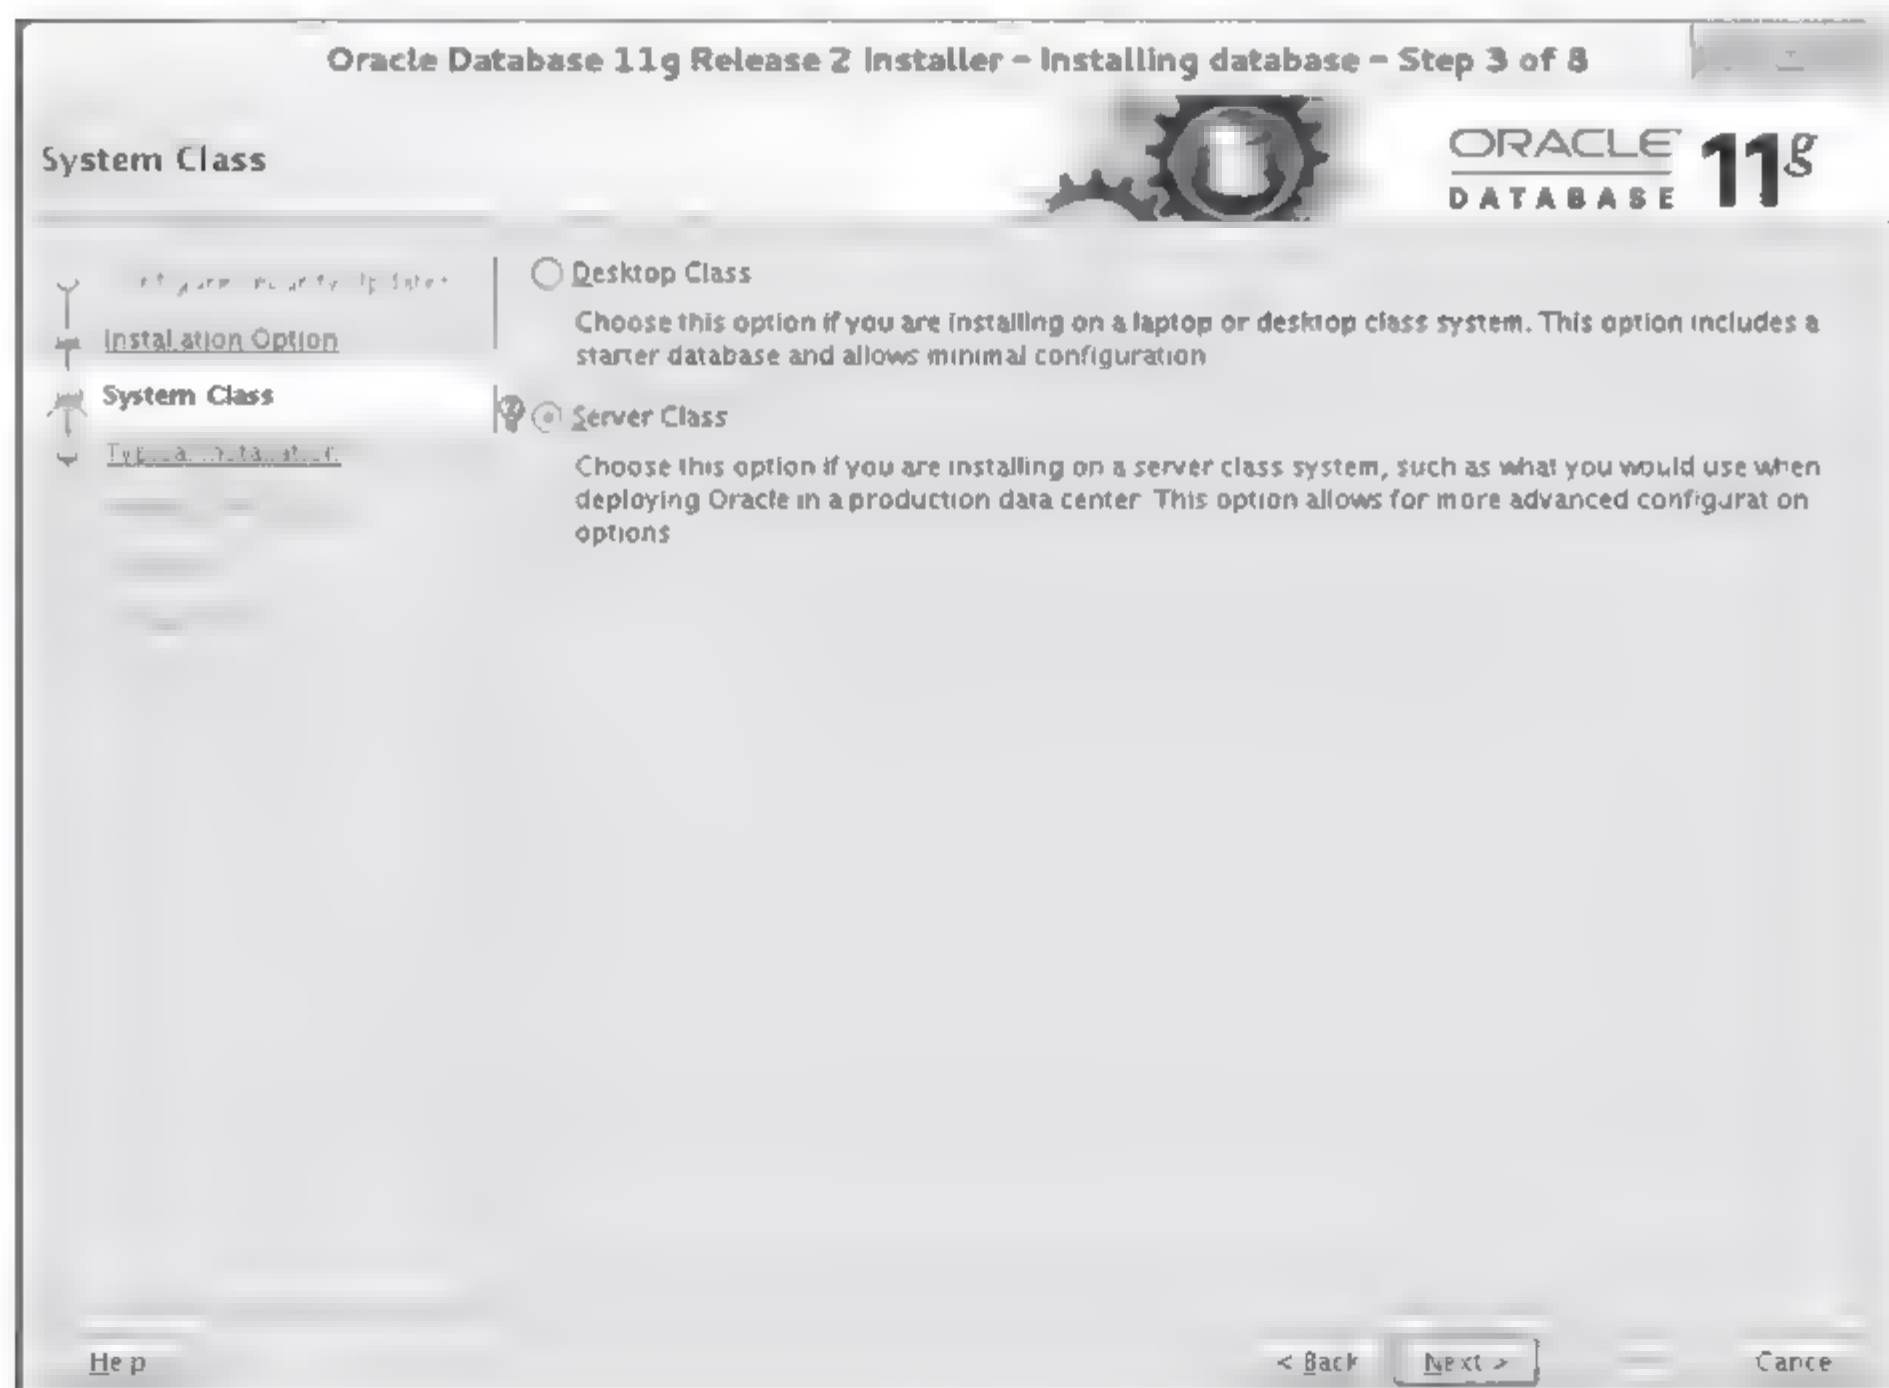 Oracle Database 11g Release 2 Installer - Installing database - Step 3 of 8
System Class
ORACLE 11g
DATABASE
Installation Option
System Class
Desktop Class
Choose this option if you are installing on a laptop or desktop class system. This option includes a
starter database and allows minimal configuration
Server Class
Choose this option if you are installing on a server class system, such as what you would use when
deploying Oracle in a production data center This option allows for more advanced configuration
options
Help
< Back
Next >
Cancel